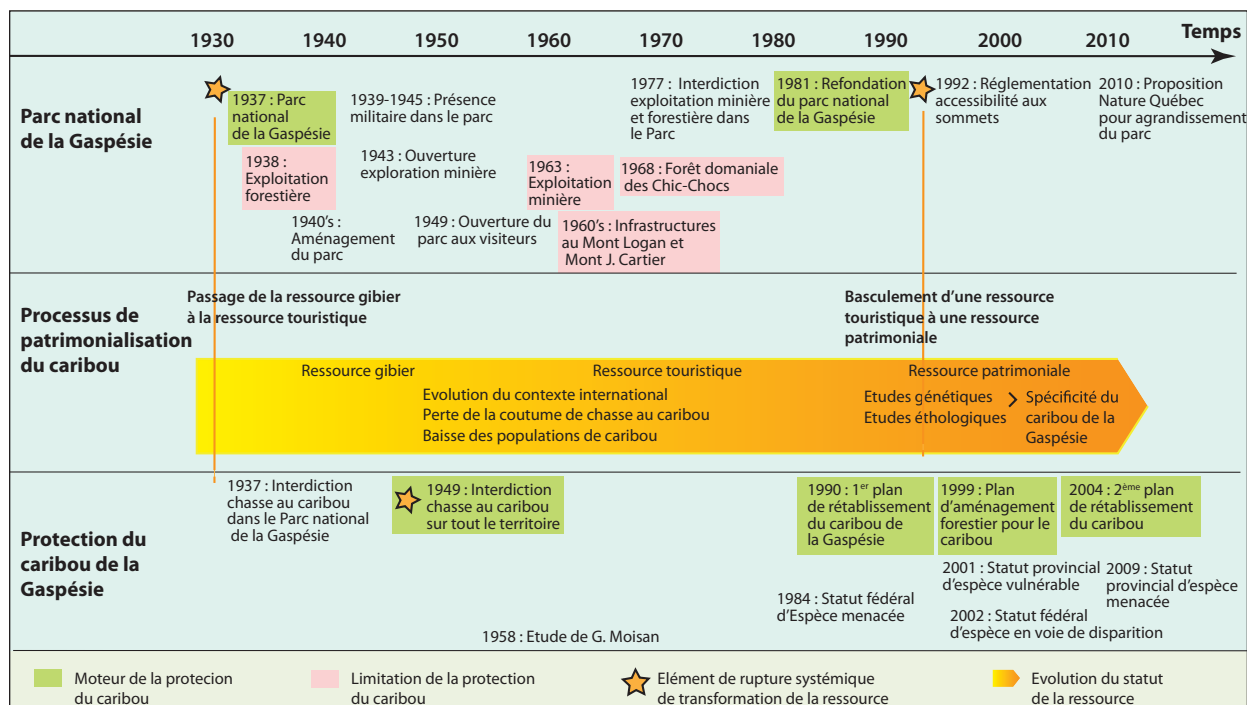 1930 1940 1950 1960 1970 1980 1990 2000 2010 Temps
Parc national
de la Gaspésie
1937 : Parc
national
de la Gaspésie
1939-1945 : Présence
militaire dans le parc
1977 : Interdiction
exploitation minière
et forestière dans
le Parc
1981 : Refondation
du parc national
de la Gaspésie
1992 : Réglementation
accessibilité aux
sommets
2010 : Proposition
Nature Québec
pour agrandissement
du parc
1938 :
Exploitation
forestière
1943 : Ouverture
exploration minière
1963 :
Exploitation
minière
1968 : Forêt domaniale
des Chic-Chocs
1940's :
Aménagement
du parc
1949 : Ouverture du
parc aux visiteurs
1960's : Infrastructures
au Mont Logan et
Mont J. Cartier
Processus de
patrimonialisation
du caribou
Passage de la ressource gibier
à la ressource touristique
Basculement d'une ressource
touristique à une ressource
patrimoniale
Ressource gibier
Ressource touristique
Ressource patrimoniale
Evolution du contexte international
Perte de la coutume de chasse au caribou
Baisse des populations de caribou
Etudes génétiques
Etudes éthologiques
> Spécificité du
caribou de la
Gaspésie
Protection du
caribou de la
Gaspésie
1937 : Interdiction
chasse au caribou
dans le Parc national
de la Gaspésie
1949 : Interdiction
chasse au caribou
sur tout le territoire
1990 : 1er plan
de rétablissement
du caribou de
la Gaspésie
1999 : Plan
d'aménagement
forestier pour le
caribou
2004 : 2ème plan
de rétablissement
du caribou
2001 : Statut provincial
d'espèce vulnérable
2009 : Statut
provincial d'espèce
menacée
1984 : Statut fédéral
d'Espèce menacée
2002 : Statut fédéral
d'espèce en voie de disparition
1958 : Etude de G. Moisan
Moteur de la protecion
du caribou
Limitation de la protection
du caribou
Elément de rupture systémique
de transformation de la ressource
Evolution du statut
de la ressource